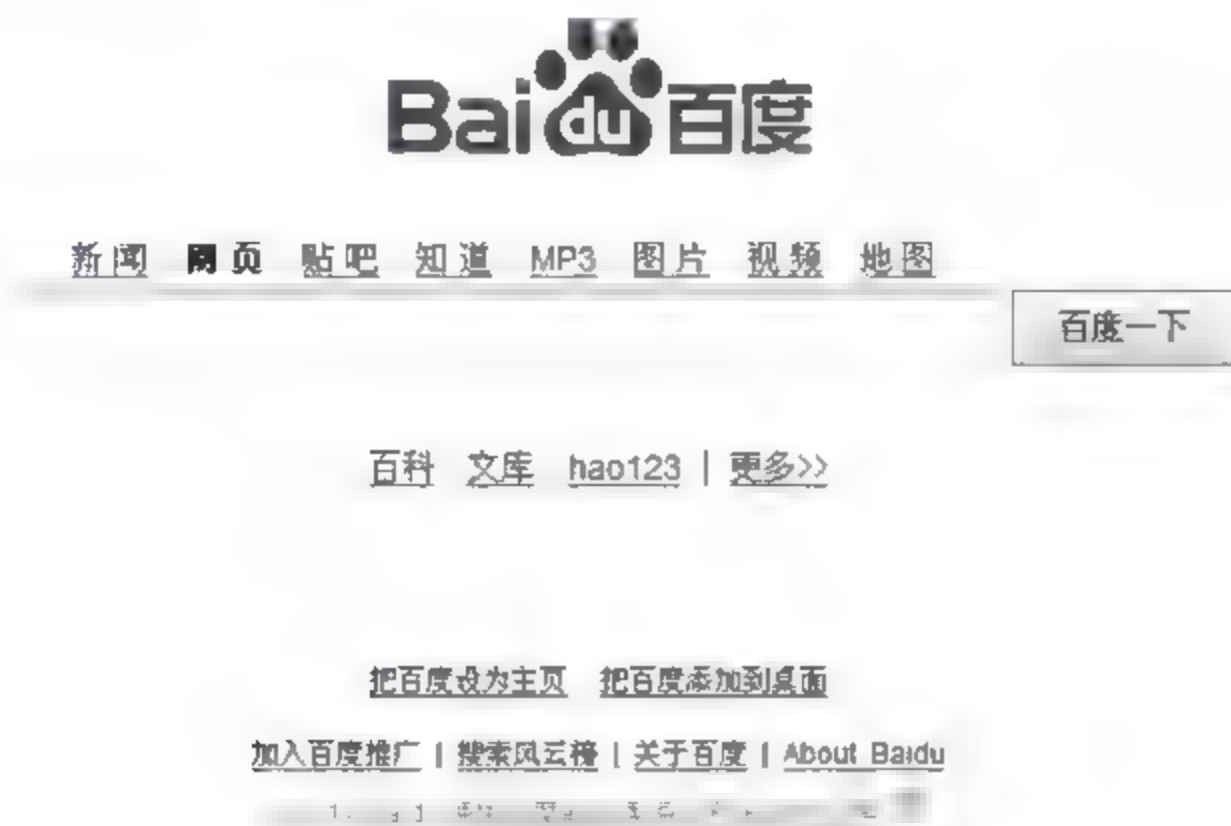 Bai du 百度
新闻 网页 贴吧 知道 MP3 图片 视频 地图
百度一下
百科 文库 hao123 | 更多>>
把百度设为主页 把百度添加到桌面
加入百度推广 | 搜索风云榜 | 关于百度 | About Baidu